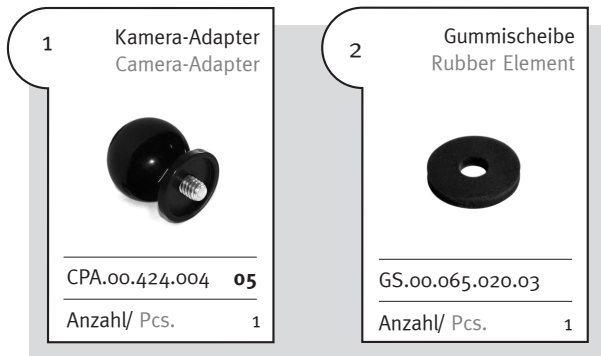 1
Kamera-Adapter
Camera-Adapter
CPA.00.424.004 05
Anzahl/ Pcs. 1
2
Gummischeibe
Rubber Element
GS.00.065.020.03
Anzahl/ Pcs. 1